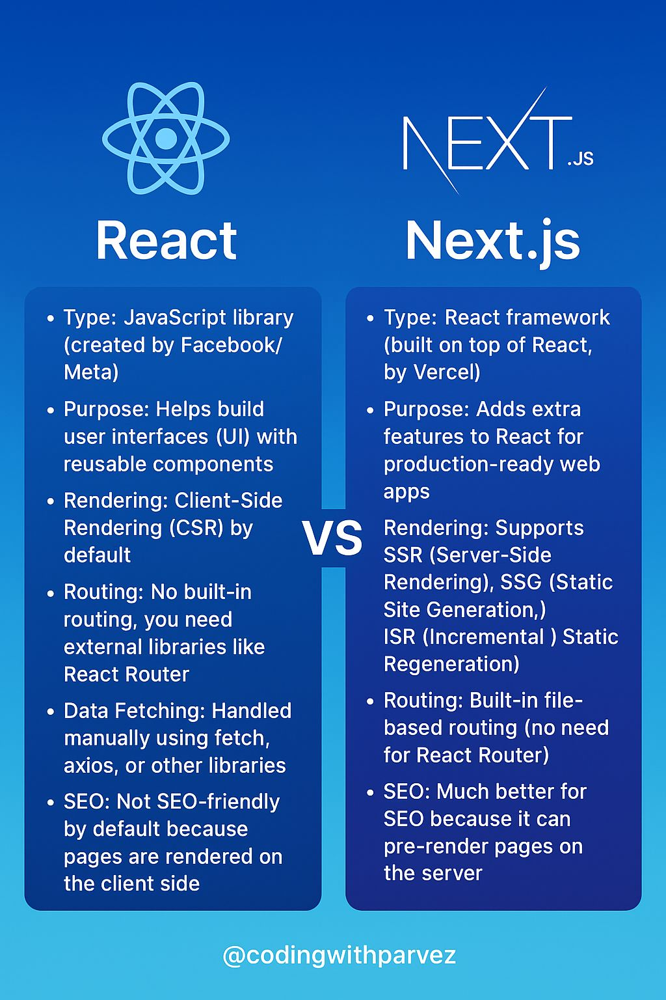 NEXT.JS
React
Next.js
• Type: JavaScript library
(created by Facebook/
Meta)
• Purpose: Helps build
user interfaces (UI) with
reusable components
• Rendering: Client-Side
Rendering (CSR) by
default
• Routing: No built-in
routing, you need
external libraries like
React Router
• Data Fetching: Handled
manually using fetch,
axios, or other libraries
• SEO: Not SEO-friendly
by default because
pages are rendered on
the client side
VS
• Type: React framework
(built on top of React,
by Vercel)
• Purpose: Adds extra
features to React for
production-ready web
apps
Rendering: Supports
SSR (Server-Side
Rendering), SSG (Static
Site Generation,)
ISR (Incremental ) Static
Regeneration)
• Routing: Built-in file-
based routing (no need
for React Router)
• SEO: Much better for
SEO because it can
pre-render pages on
the server
@codingwithparvez